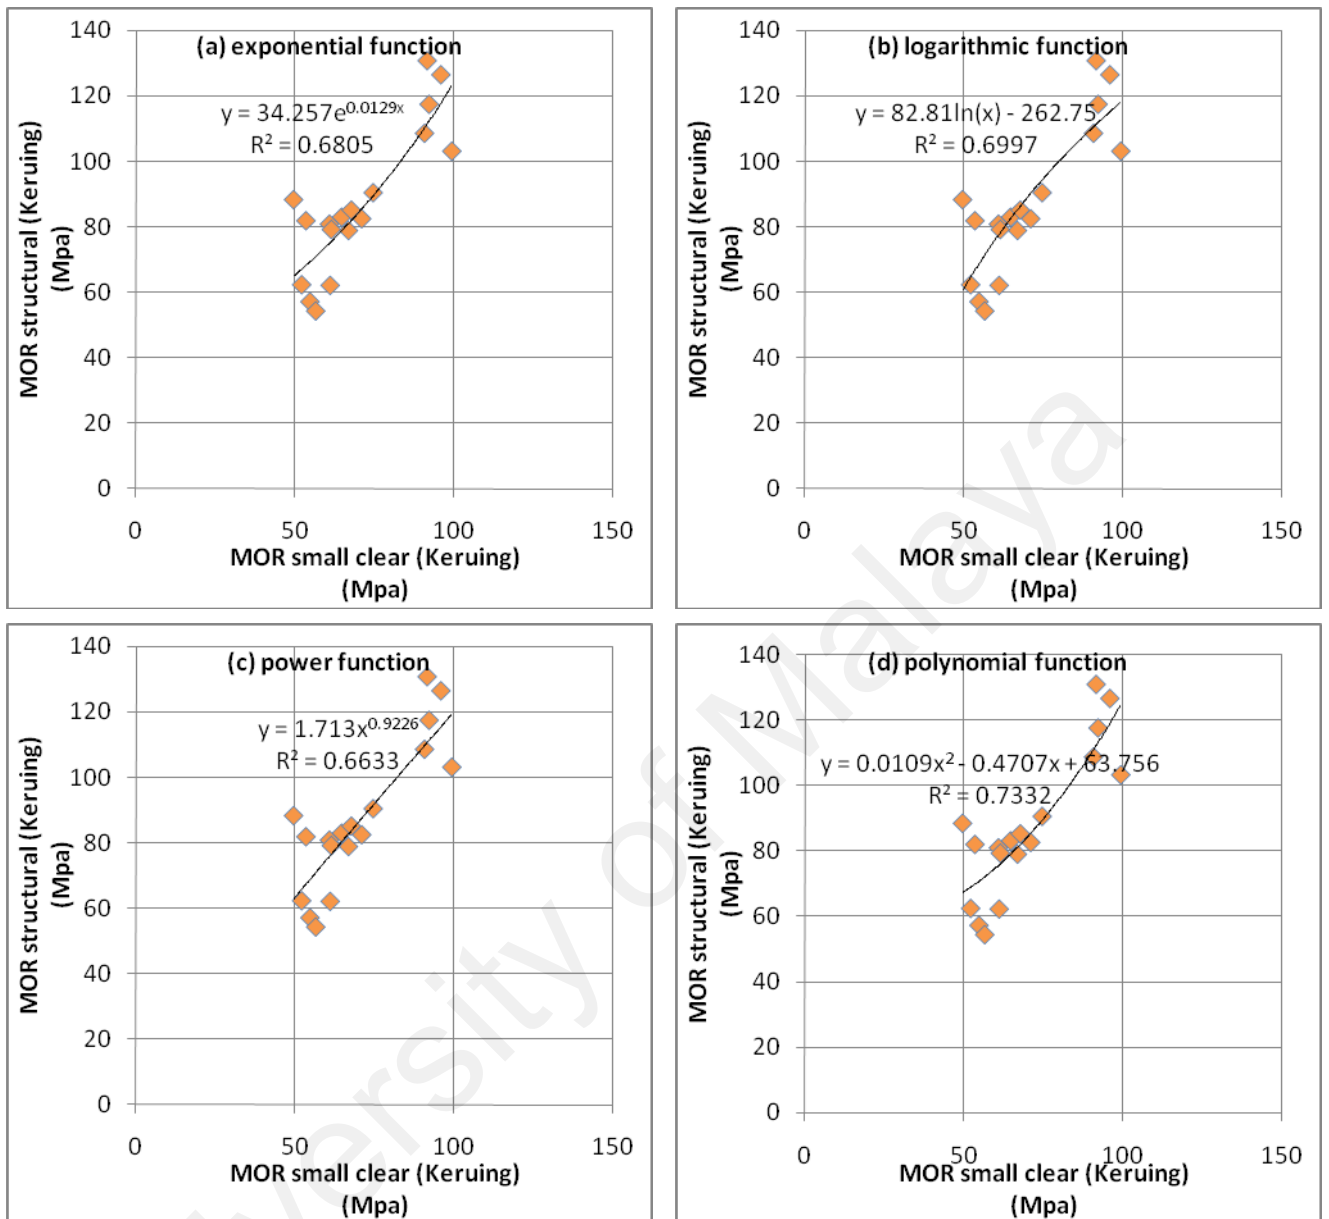 (a) exponential function
y = 34.257e^0.0129x
R² = 0.6805
MOR structural (Keruing)
(Mpa)
140
120
100
80
60
40
20
0
0 50 100 150
MOR small clear (Keruing)
(Mpa)
(b) logarithmic function
y = 82.81ln(x) - 262.75
R² = 0.6997
MOR structural (Keruing)
(Mpa)
140
120
100
80
60
40
20
0
0 50 100 150
MOR small clear (Keruing)
(Mpa)
(c) power function
y = 1.713x^0.9226
R² = 0.6633
MOR structural (Keruing)
(Mpa)
140
120
100
80
60
40
20
0
0 50 100 150
MOR small clear (Keruing)
(Mpa)
(d) polynomial function
y = 0.0109x² - 0.4707x + 63.756
R² = 0.7332
MOR structural (Keruing)
(Mpa)
140
120
100
80
60
40
20
0
0 50 100 150
MOR small clear (Keruing)
(Mpa)
versity of Malaya